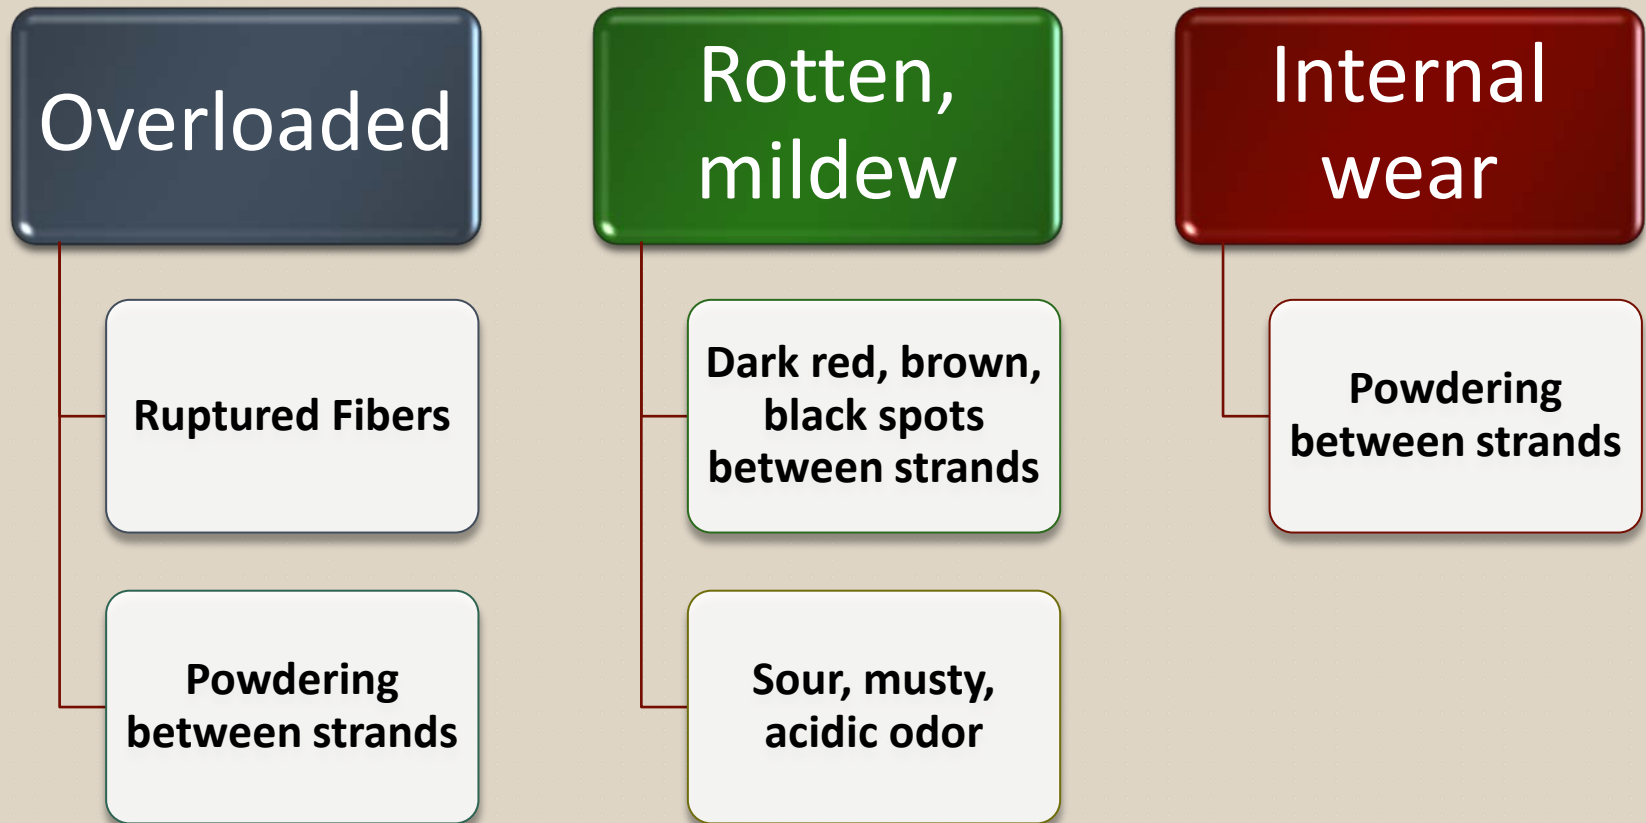 Overloaded
Ruptured Fibers
Powdering
between strands
Rotten,
mildew
Dark red, brown,
black spots
between strands
Sour, musty,
acidic odor
Internal
wear
Powdering
between strands